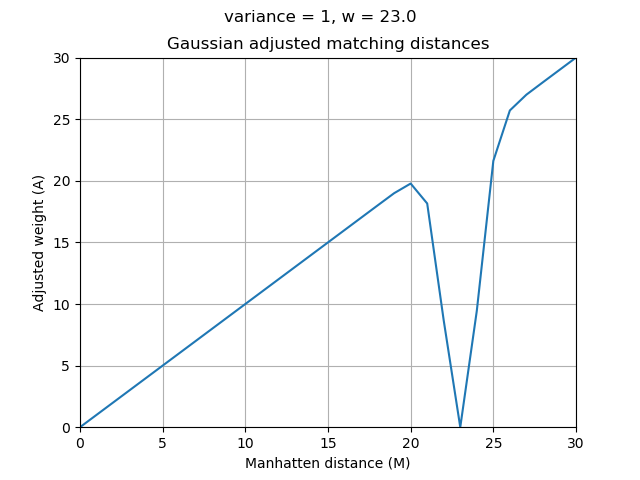 variance = 1, w = 23.0
Gaussian adjusted matching distances
30
25
20
15
10
5
0
Adjusted weight (A)
0 5 10 15 20 25 30
Manhatten distance (M)